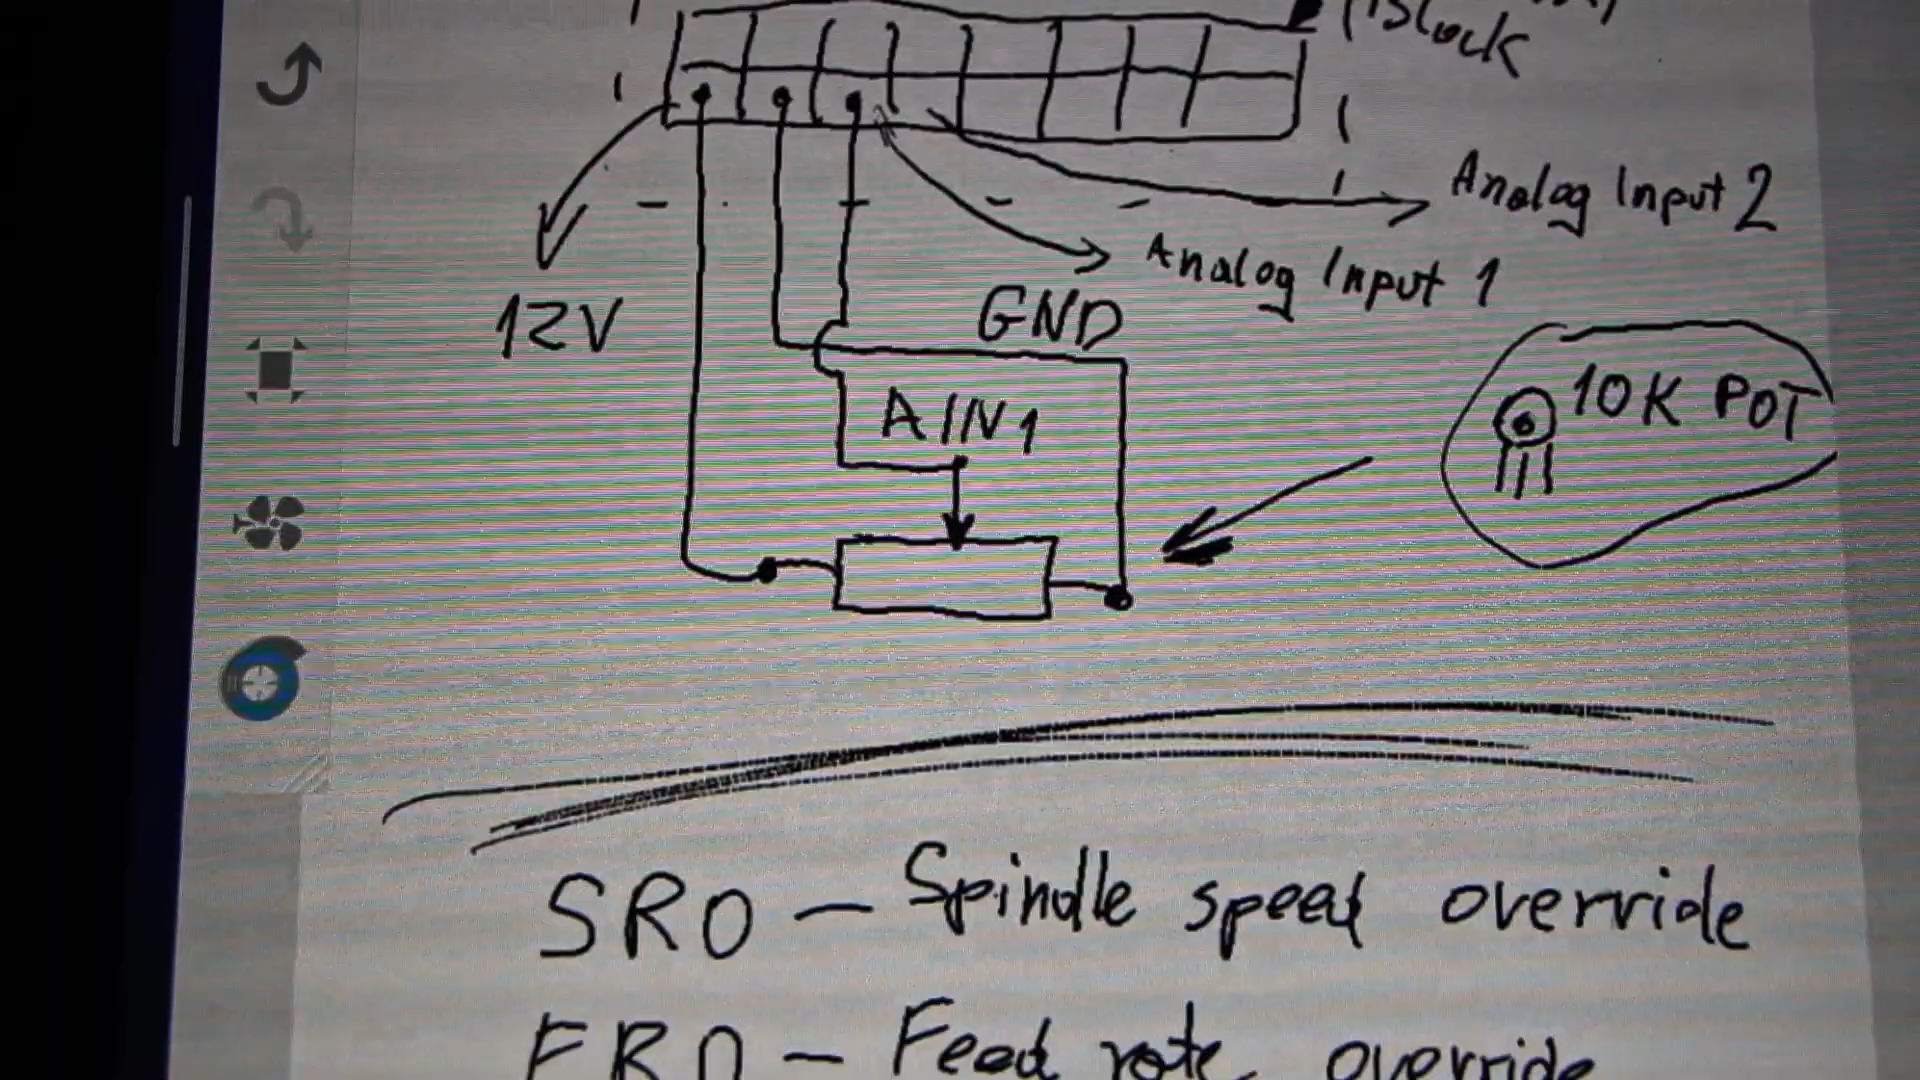 Block
Analog Input 2
Analog Input 1
12V
GND
10K POT
AIN1
SRO – Spindle speed override
FRO – Feed rate override